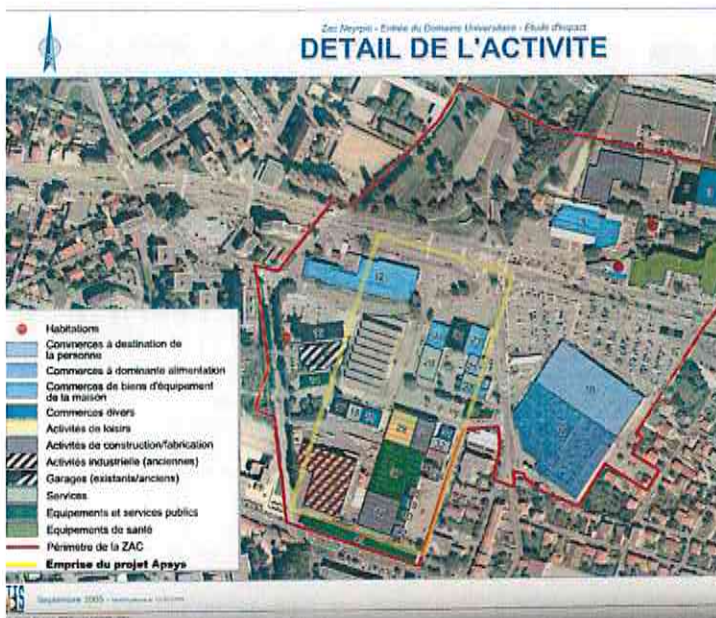 Zac Neyrpic - Entrée du Domaine Universitaire - Étude d'impact
DETAIL DE L'ACTIVITE
Habitations
Commerces à destination de
la personne
Commerces à dominante alimentation
Commerces de biens d'équipement
de la maison
Commerces divers
Activités de loisirs
Activités de construction/fabrication
Activités industrielle (anciennes)
Garages (existants/anciens)
Services
Equipements et services publics
Equipements de santé
Périmètre de la ZAC
Emprise du projet Apsys
Septembre 2005